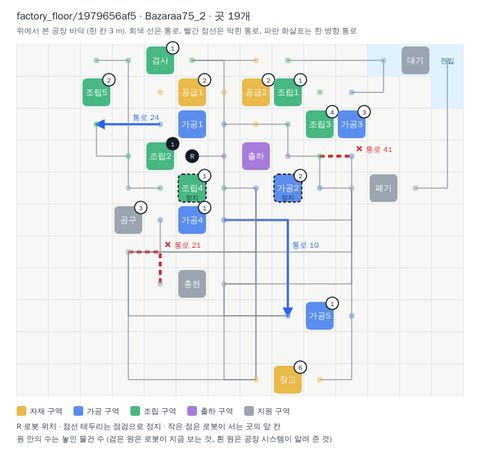 factory_floor/1979656af5 · Bazaraa75_2 · 곳 19개
위에서 본 공장 바닥 (한 칸 3 m). 회색 선은 통로, 빨간 점선은 막힌 통로, 파란 화살표는 한 방향 통로
검사 1
대기
진입
조립5 2
공급1 2
공급2 2
조립1 1
통로 24
가공1
조립3 4
가공3 3
조립2 1
R
출하
통로 41
조립4 1
정지
가공2 2
정지
폐기
공구 3
가공4 1
통로 21
통로 10
충전
가공5 1
창고 6
자재 구역
가공 구역
조립 구역
출하 구역
지원 구역
R 로봇 위치 · 점선 테두리는 점검으로 정지 · 작은 점은 로봇이 서는 곳의 앞 칸
원 안의 수는 놓인 물건 수 (검은 원은 로봇이 지금 보는 것, 흰 원은 공장 시스템이 알려 준 것)